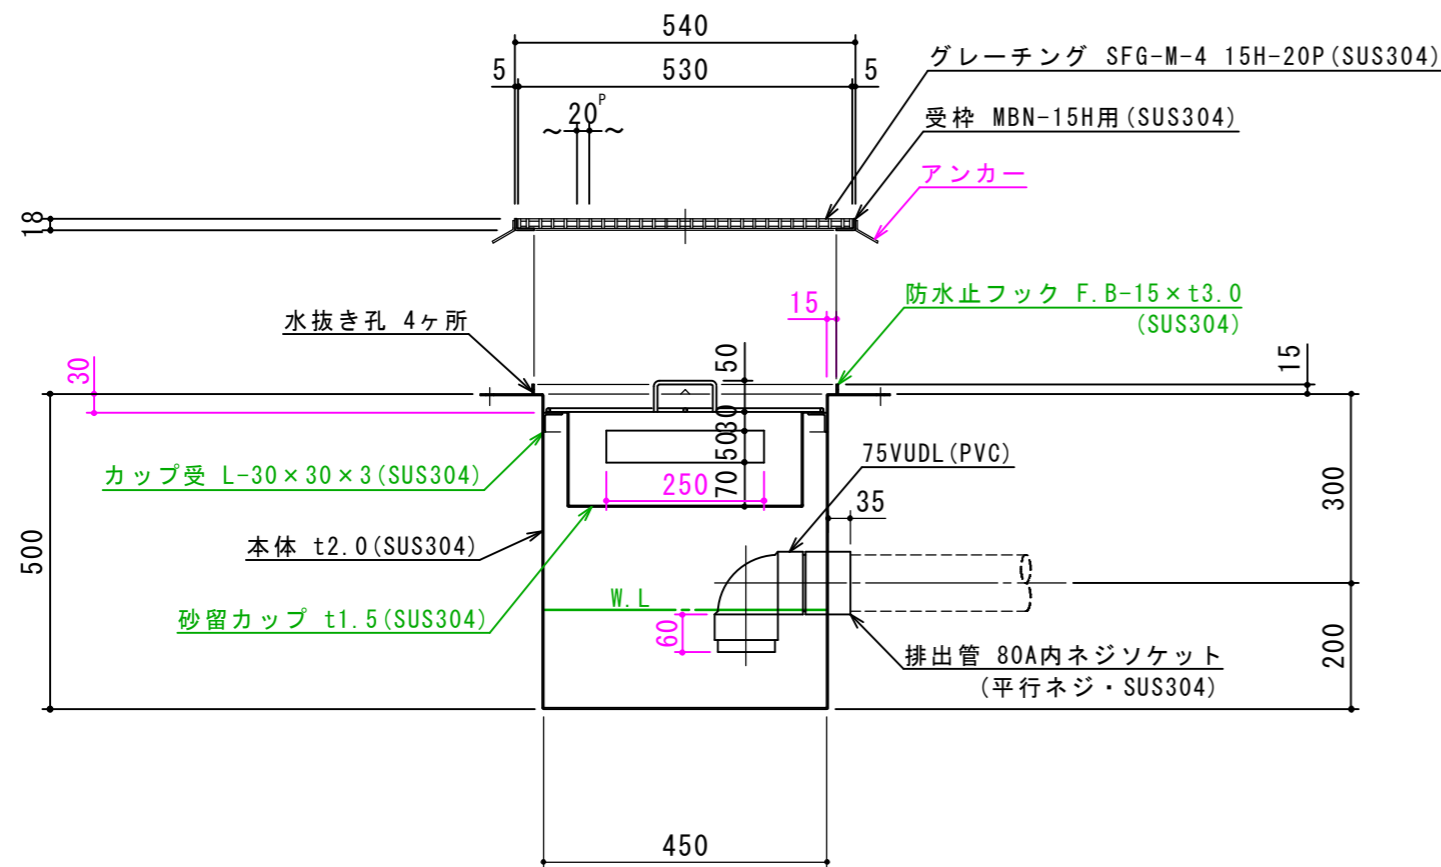 540
5
530
5
グレーチング SFG-M-4 15H-20P(SUS304)
20P
~
~
受枠 MBN-15H用(SUS304)
アンカー
18
防水止フック F.B-15×t3.0
(SUS304)
15
水抜き孔 4ヶ所
50
15
30
30
50
70
75VUDL(PVC)
カップ受 L-30×30×3(SUS304)
250
35
300
500
本体 t2.0(SUS304)
W.L
砂留カップ t1.5(SUS304)
60
排出管 80A内ネジソケット
(平行ネジ・SUS304)
200
450